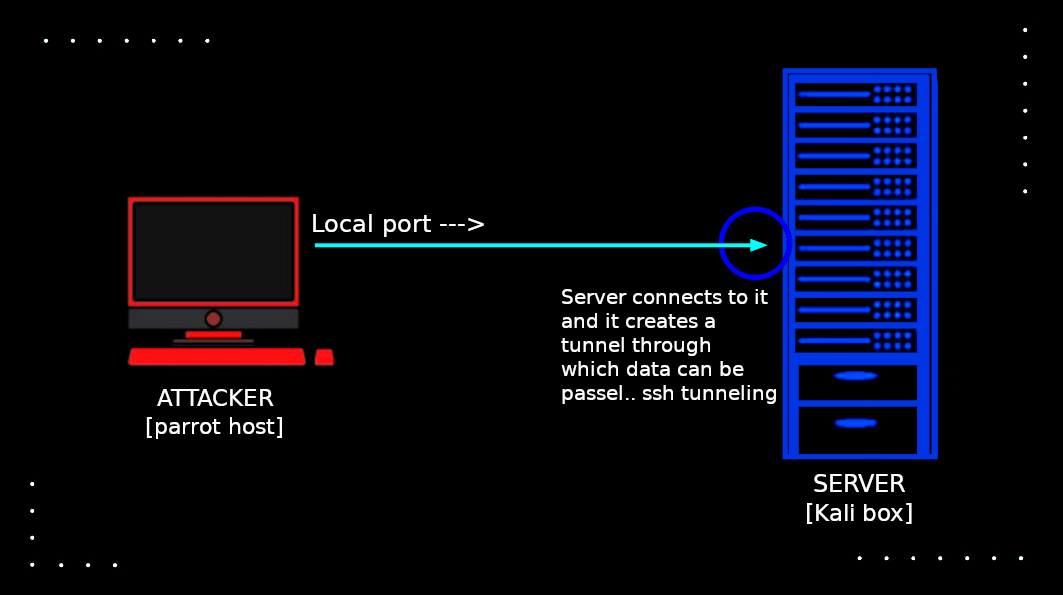 Local port --->
Server connects to it
and it creates a
tunnel through
which data can be
passel.. ssh tunneling
ATTACKER
[parrot host]
SERVER
[Kali box]